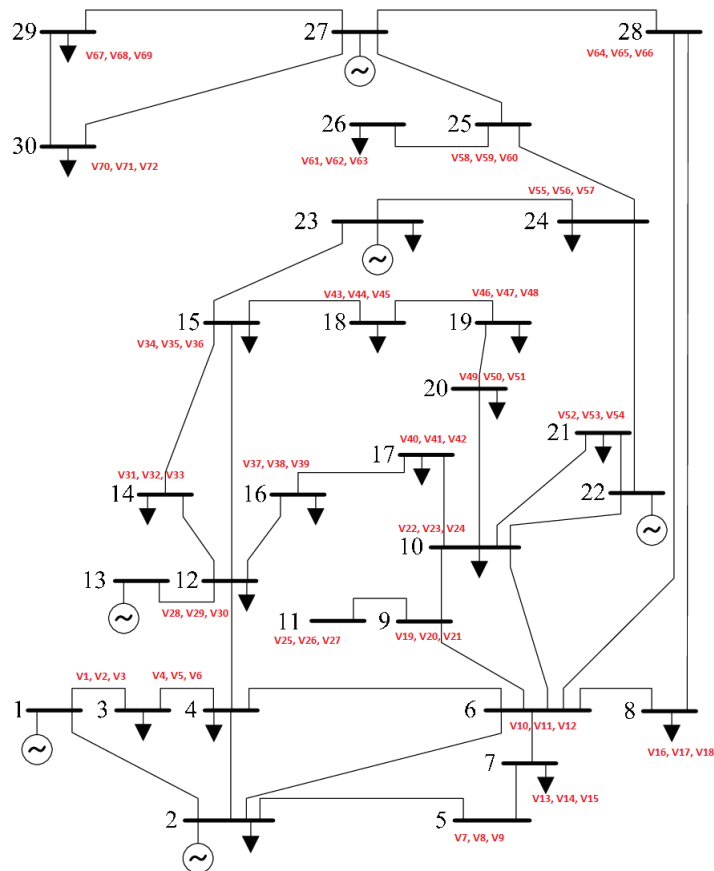 29
27
28
V67, V68, V69
V64, V65, V66
26
25
30
V61, V62, V63
V58, V59, V60
V70, V71, V72
V55, V56, V57
23
24
V43, V44, V45
V46, V47, V48
15
18
19
V34, V35, V36
V49, V50, V51
20
V52, V53, V54
V40, V41, V42
21
17
V37, V38, V39
V31, V32, V33
14
16
22
V22, V23, V24
10
13
12
V28, V29, V30
11
9
V19, V20, V21
V25, V26, V27
V1, V2, V3
V4, V5, V6
1
3
4
6
8
V10, V11, V12
V16, V17, V18
7
V13, V14, V15
2
5
V7, V8, V9